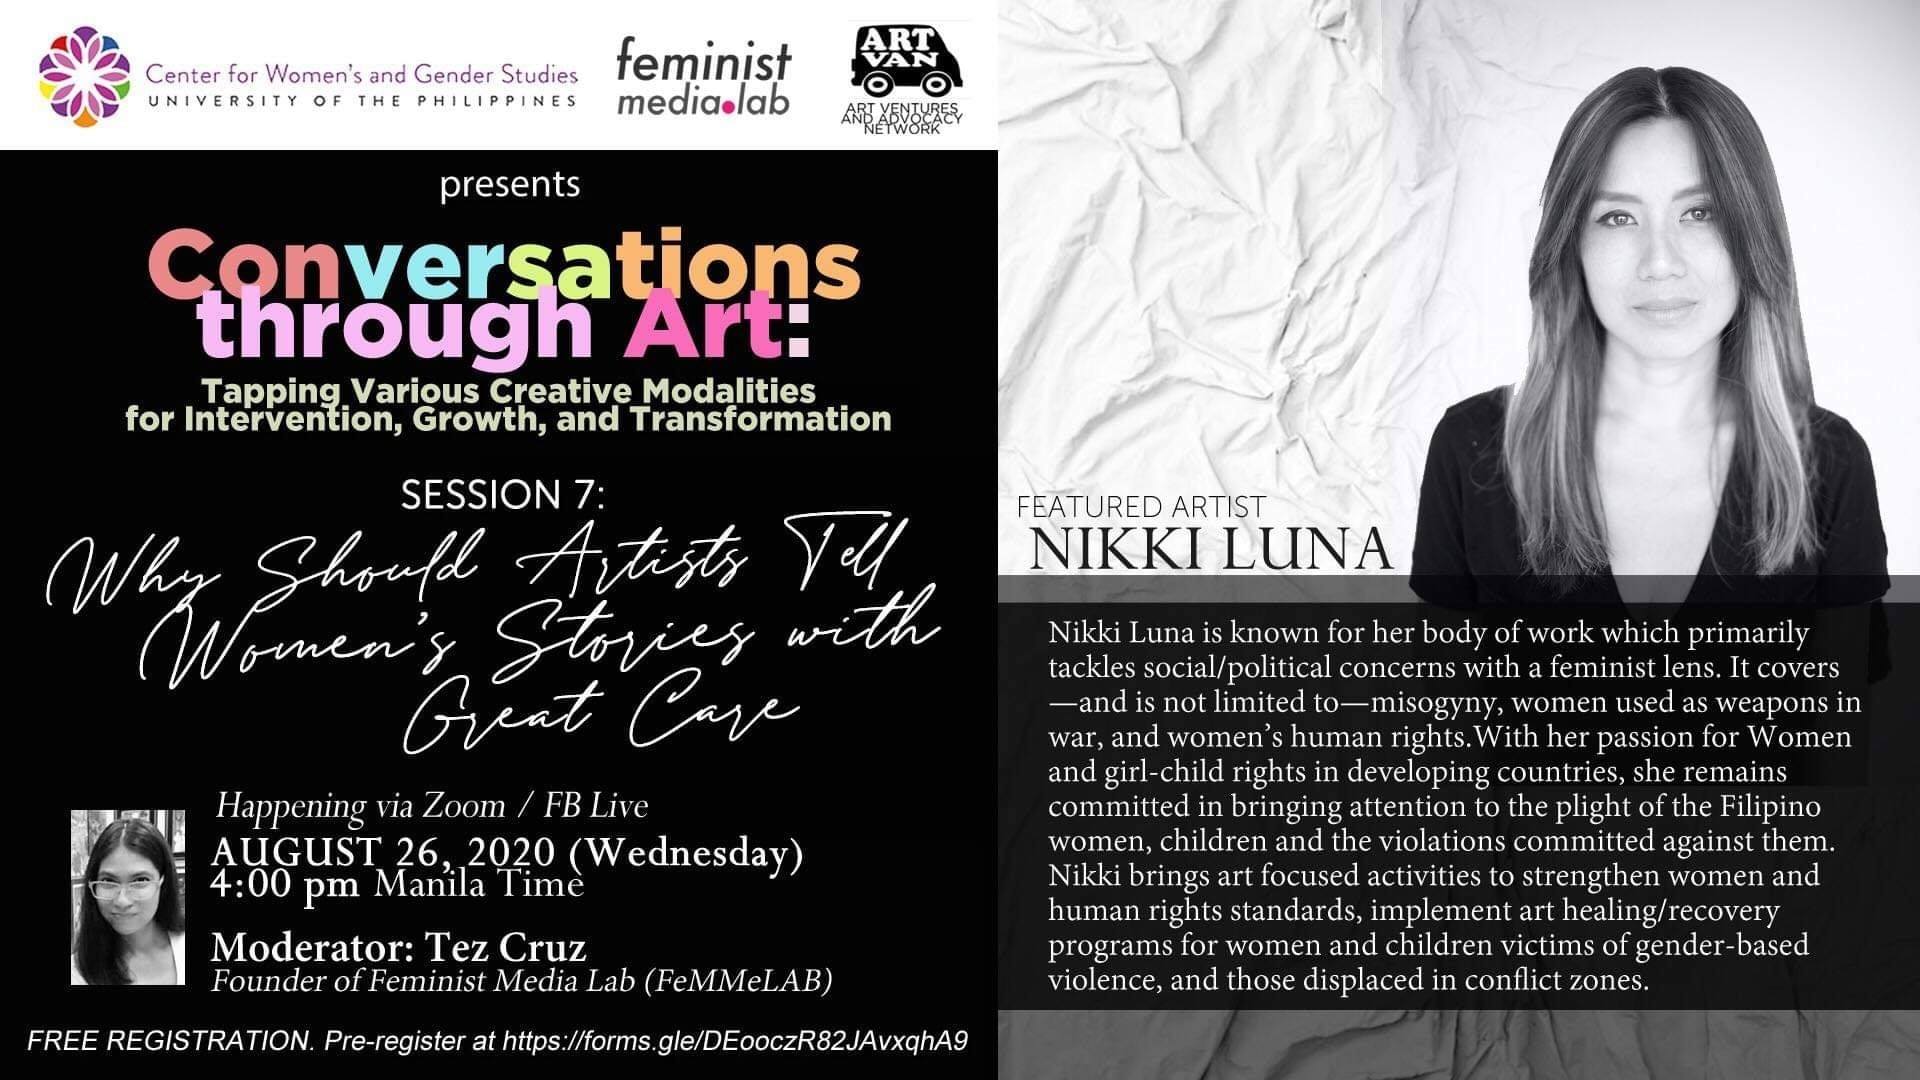 Center for Women's and Gender Studies
UNIVERSITY OF THE PHILIPPINES
feminist
media.lab
ART
VAN
ART VENTURES
AND ADVOCACY
NETWORK
presents
Conversations
through Art:
Tapping Various Creative Modalities
for Intervention, Growth, and Transformation
SESSION 7:
Why Should Artists Tell
Women's Stories with
Great Care
Happening via Zoom / FB Live
AUGUST 26, 2020 (Wednesday)
4:00 pm Manila Time
Moderator: Tez Cruz
Founder of Feminist Media Lab (FeMMeLAB)
FREE REGISTRATION. Pre-register at https://forms.gle/DEooczR82JAvxqhA9
FEATURED ARTIST
NIKKI LUNA
Nikki Luna is known for her body of work which primarily
tackles social/political concerns with a feminist lens. It covers
—and is not limited to—misogyny, women used as weapons in
war, and women's human rights.With her passion for Women
and girl-child rights in developing countries, she remains
committed in bringing attention to the plight of the Filipino
women, children and the violations committed against them.
Nikki brings art focused activities to strengthen women and
human rights standards, implement art healing/recovery
programs for women and children victims of gender-based
violence, and those displaced in conflict zones.